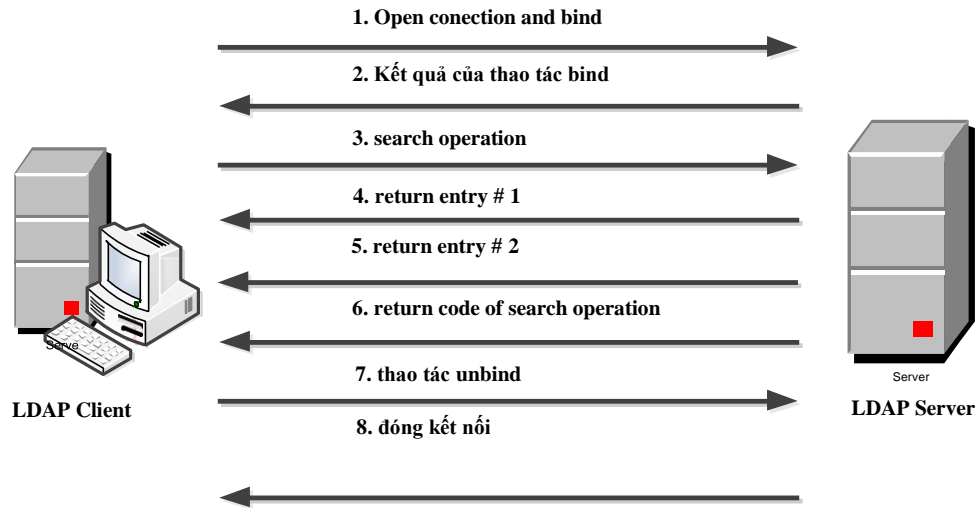 1. Open conection and bind
2. Kết quả của thao tác bind
3. search operation
4. return entry # 1
5. return entry # 2
6. return code of search operation
7. thao tác unbind
8. đóng kết nối
Serve
LDAP Client
Server
LDAP Server